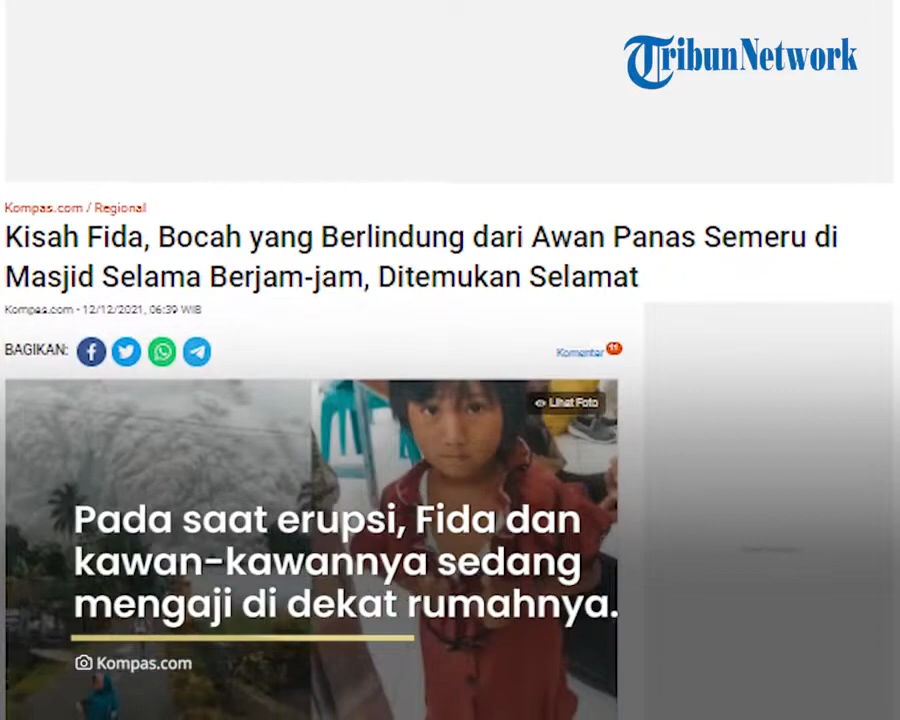 TribunNetwork
Kompas.com / Regional
Kisah Fida, Bocah yang Berlindung dari Awan Panas Semeru di
Masjid Selama Berjam-jam, Ditemukan Selamat
Kompas.com - 12/12/2021, 06:39 WIB
BAGIKAN:
Komentar 11
Lihat Foto
Pada saat erupsi, Fida dan
kawan-kawannya sedang
mengaji di dekat rumahnya.
Kompas.com